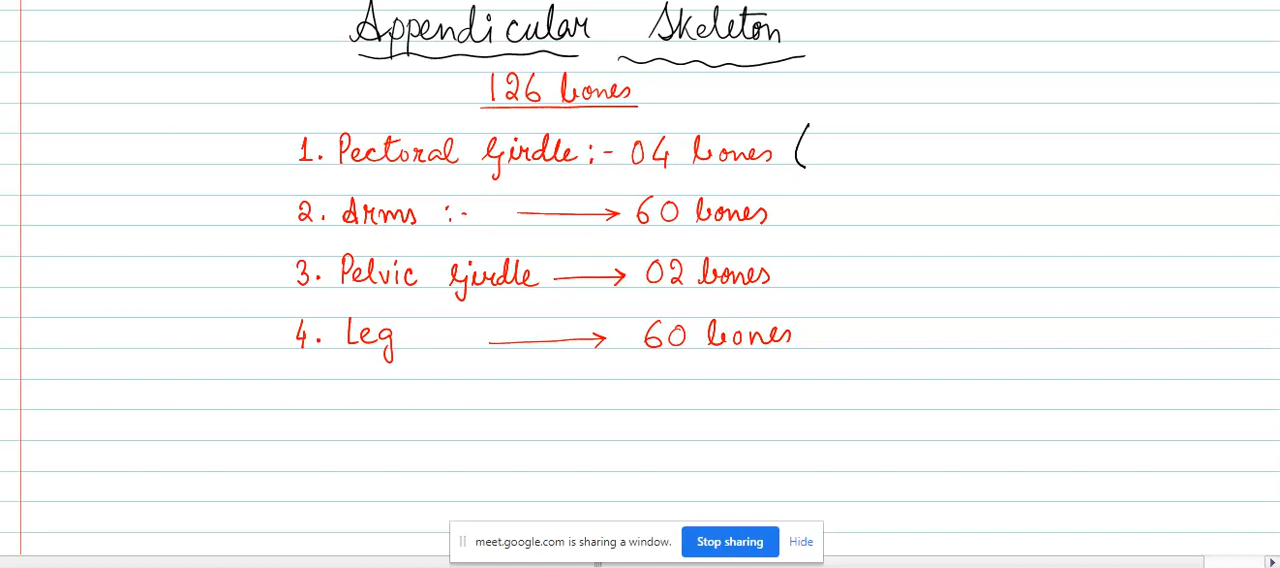 Appendicular Skeleton
126 bones
1. Pectoral Girdle :- 04 bones (
2. Arms :- → 60 bones
3. Pelvic Girdle → 02 bones
4. Leg → 60 bones
meet.google.com is sharing a window. Stop sharing Hide